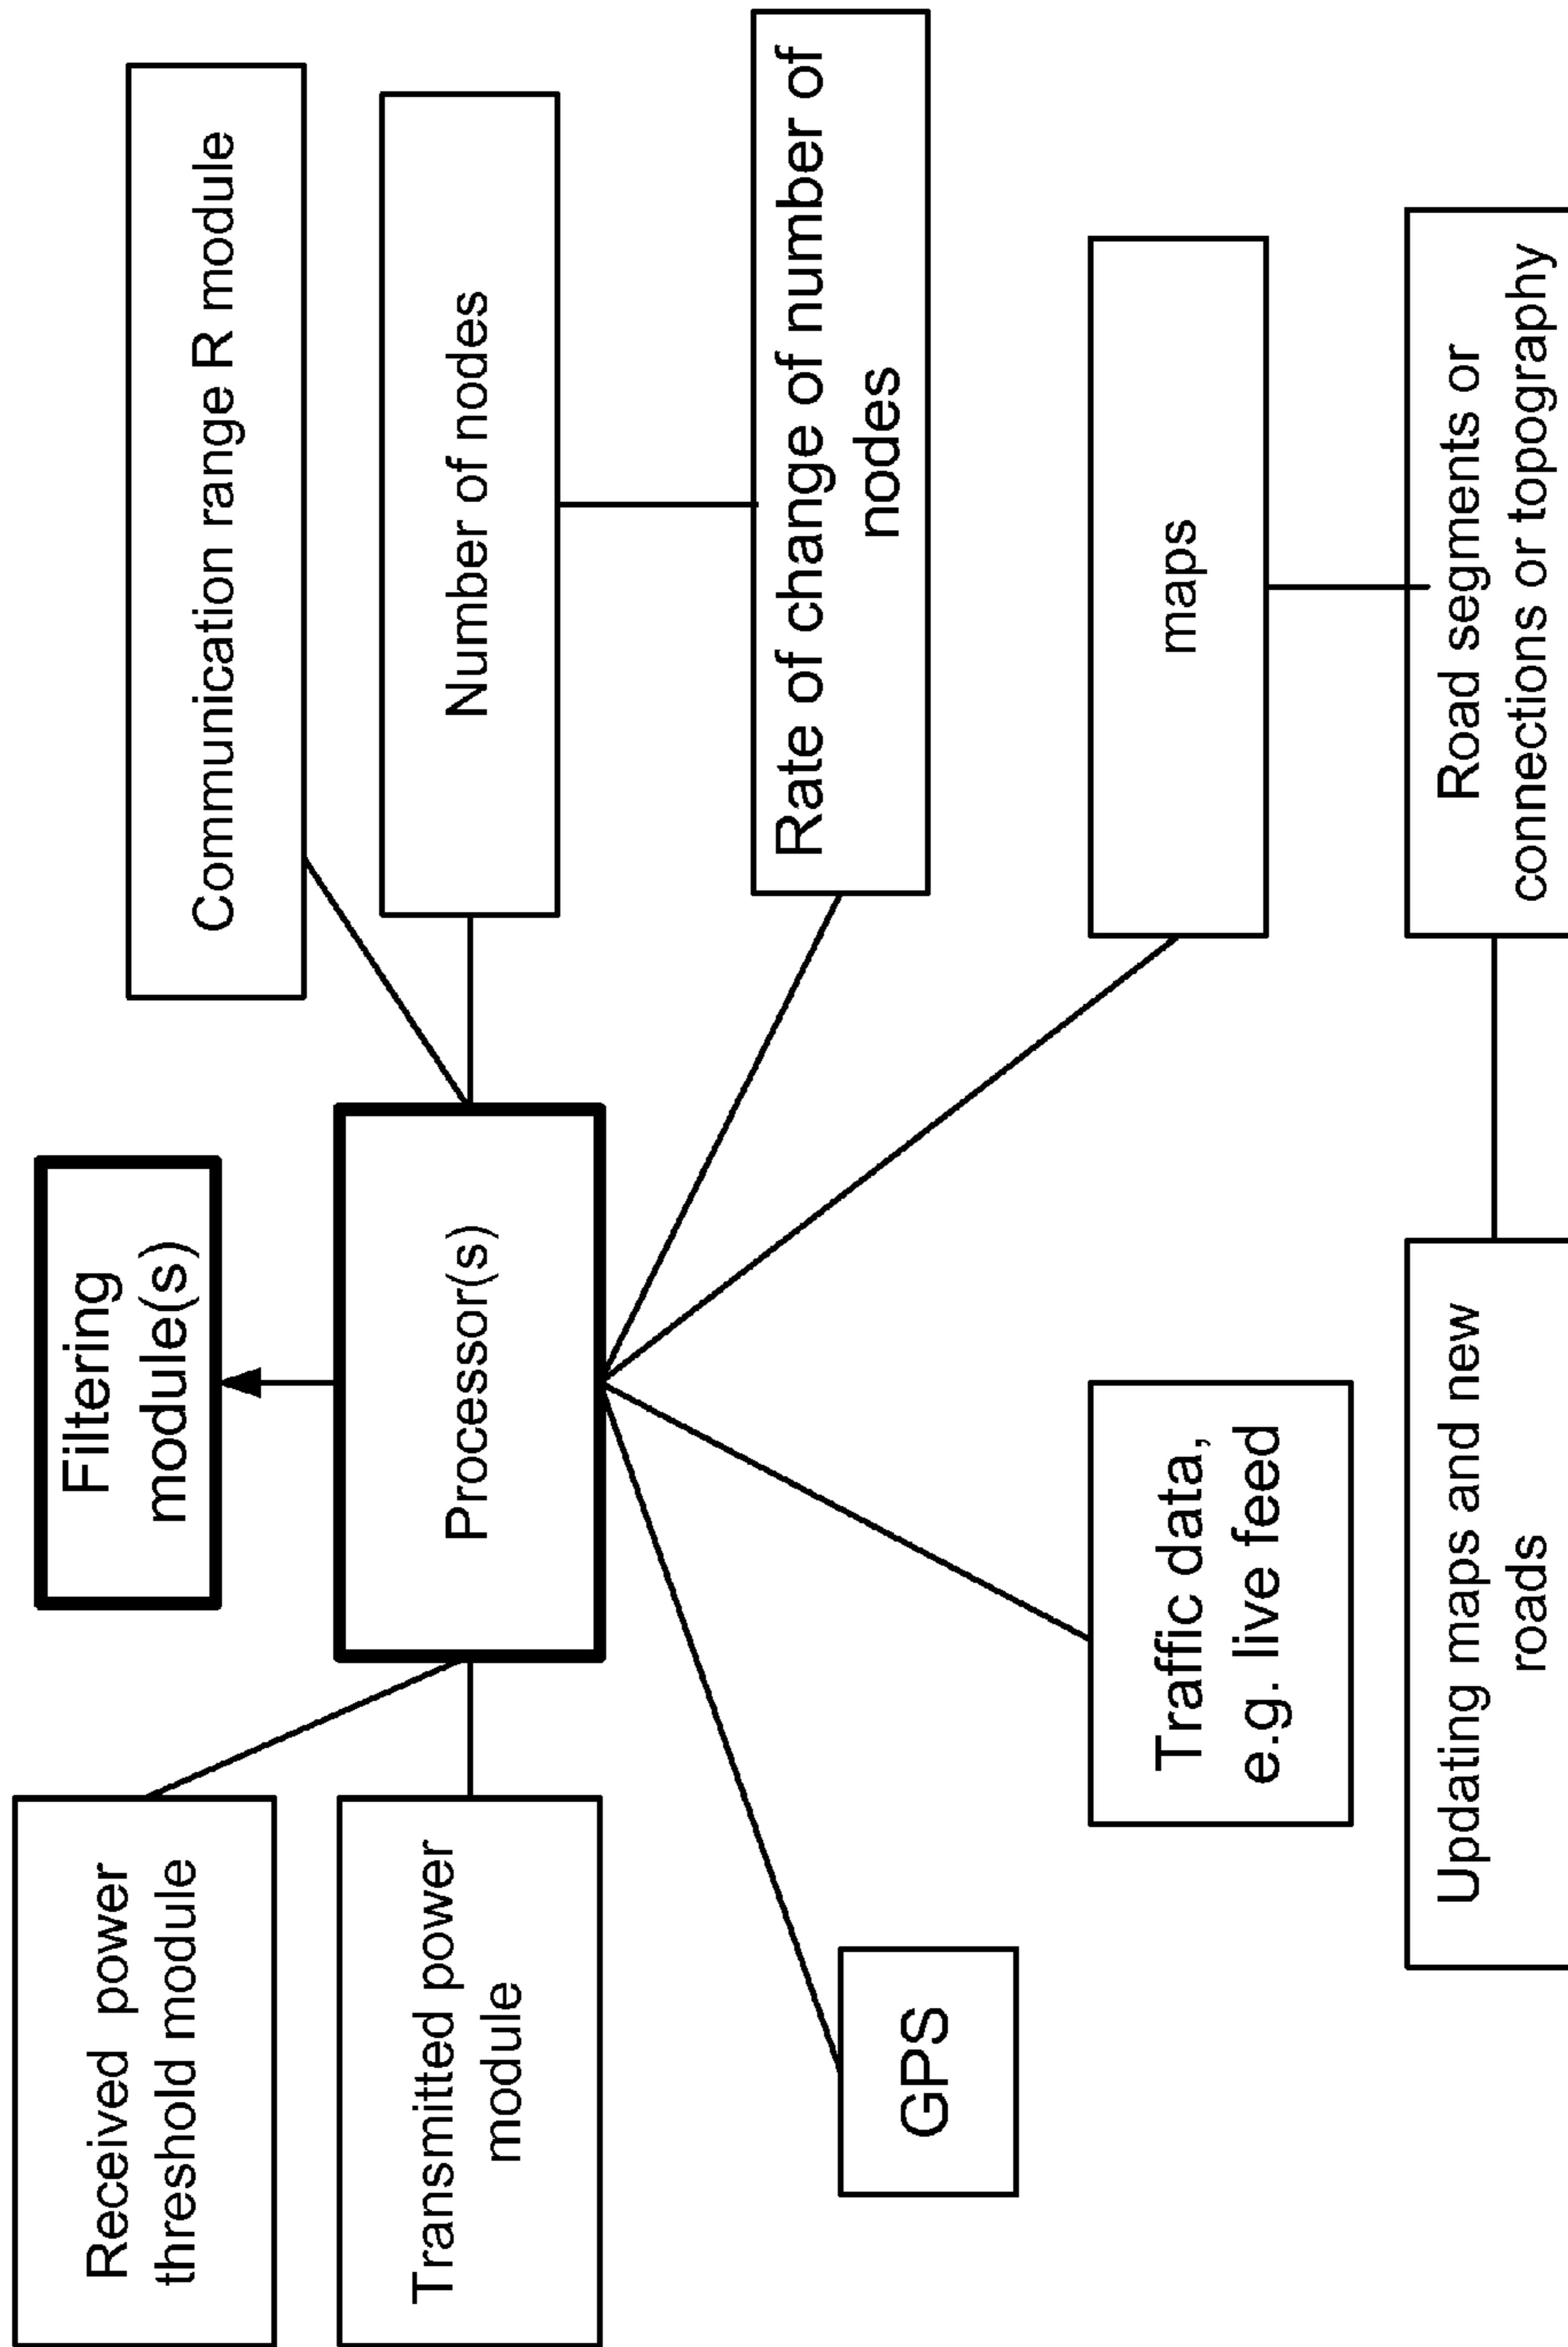 Filtering
module(s)
Received power
threshold module
Communication range R module
Transmitted power
module
Processor(s)
Number of nodes
Rate of change of number of
nodes
GPS
Traffic data,
e.g. live feed
maps
Updating maps and new
roads
Road segments or
connections or topography